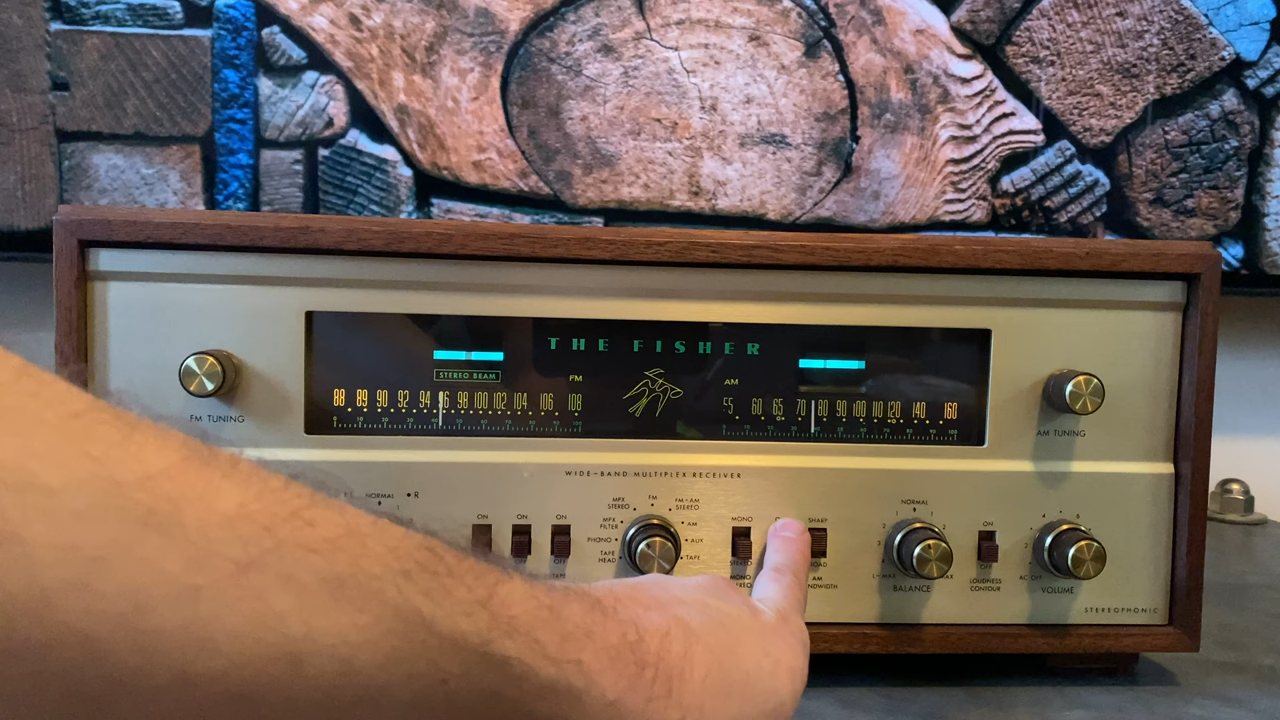 THE FISHER
STEREO BEAM
FM
AM
88 89 90 92 94 96 98 100 102 104 106 108
55 60 65 70 80 90 100 110 120 140 160
FM TUNING
AM TUNING
WIDE-BAND MULTIPLEX RECEIVER
NORMAL
R
ON
ON
ON
OFF
TAPE
MPX STEREO
FM
FM-AM STEREO
MPX FILTER
AM
PHONO
AUX
TAPE HEAD
TAPE
MONO
STEREO
MONO
SHARP
AM
NORMAL
BALANCE
ON
OFF
LOUDNESS CONTOUR
AC OFF
VOLUME
STEREOPHONIC